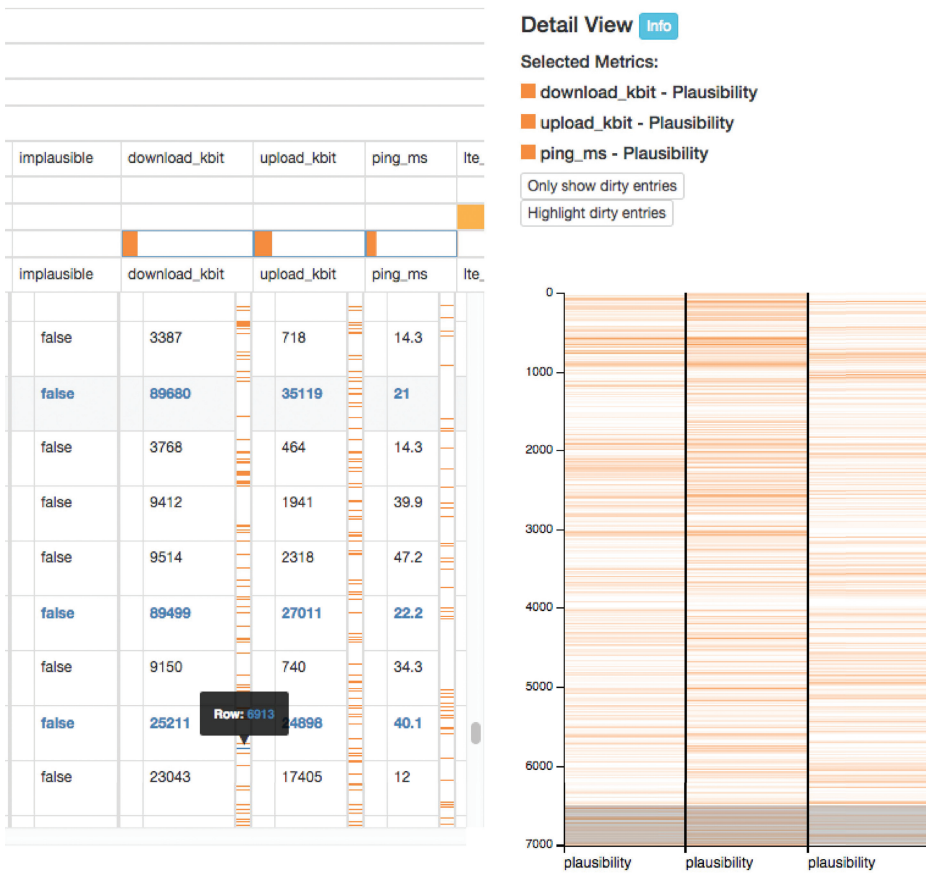 implausible download_kbit upload_kbit ping_ms lte_
implausible download_kbit upload_kbit ping_ms lte_
false 3387 718 14.3
false 89680 35119 21
false 3768 464 14.3
false 9412 1941 39.9
false 9514 2318 47.2
false 89499 27011 22.2
false 9150 740 34.3
Row: 6913
false 25211 24898 40.1
false 23043 17405 12
Detail View Info
Selected Metrics:
download_kbit - Plausibility
upload_kbit - Plausibility
ping_ms - Plausibility
Only show dirty entries
Highlight dirty entries
0
1000
2000
3000
4000
5000
6000
7000
plausibility plausibility plausibility